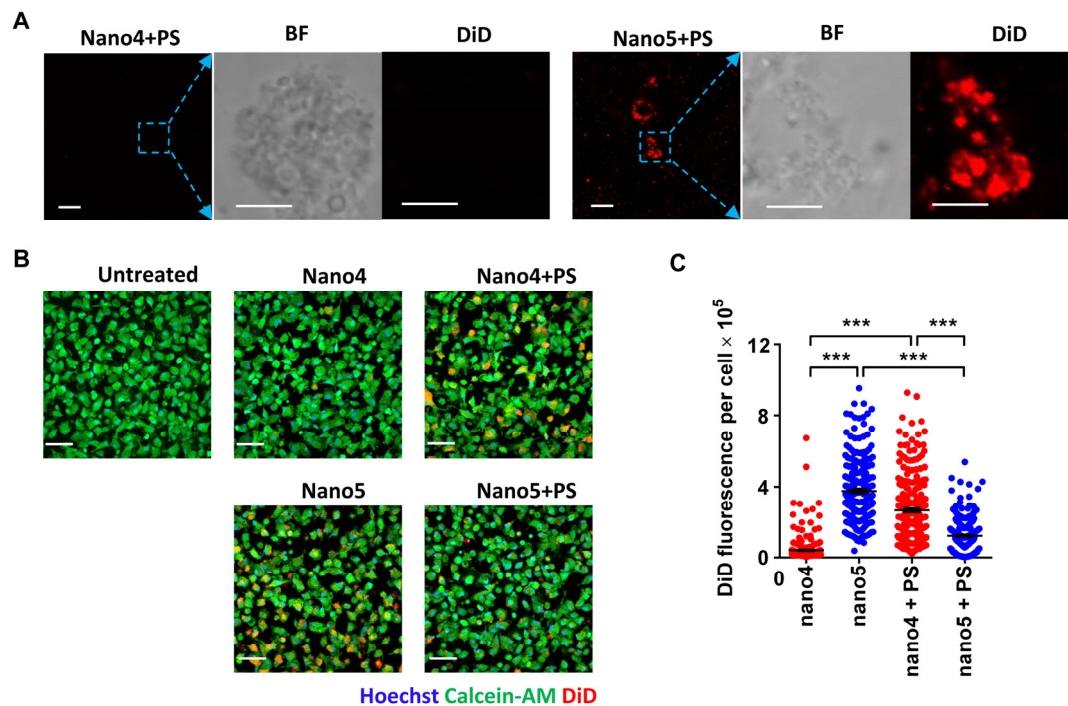 A
Nano4+PS BF DiD Nano5+PS BF DiD
B
Untreated Nano4 Nano4+PS
Nano5 Nano5+PS
Hoechst Calcein-AM DiD
C
DiD fluorescence per cell × 10⁵
*** ***
*** ***
12
8
4
0
0
nano4
nano5
nano4 + PS
nano5 + PS